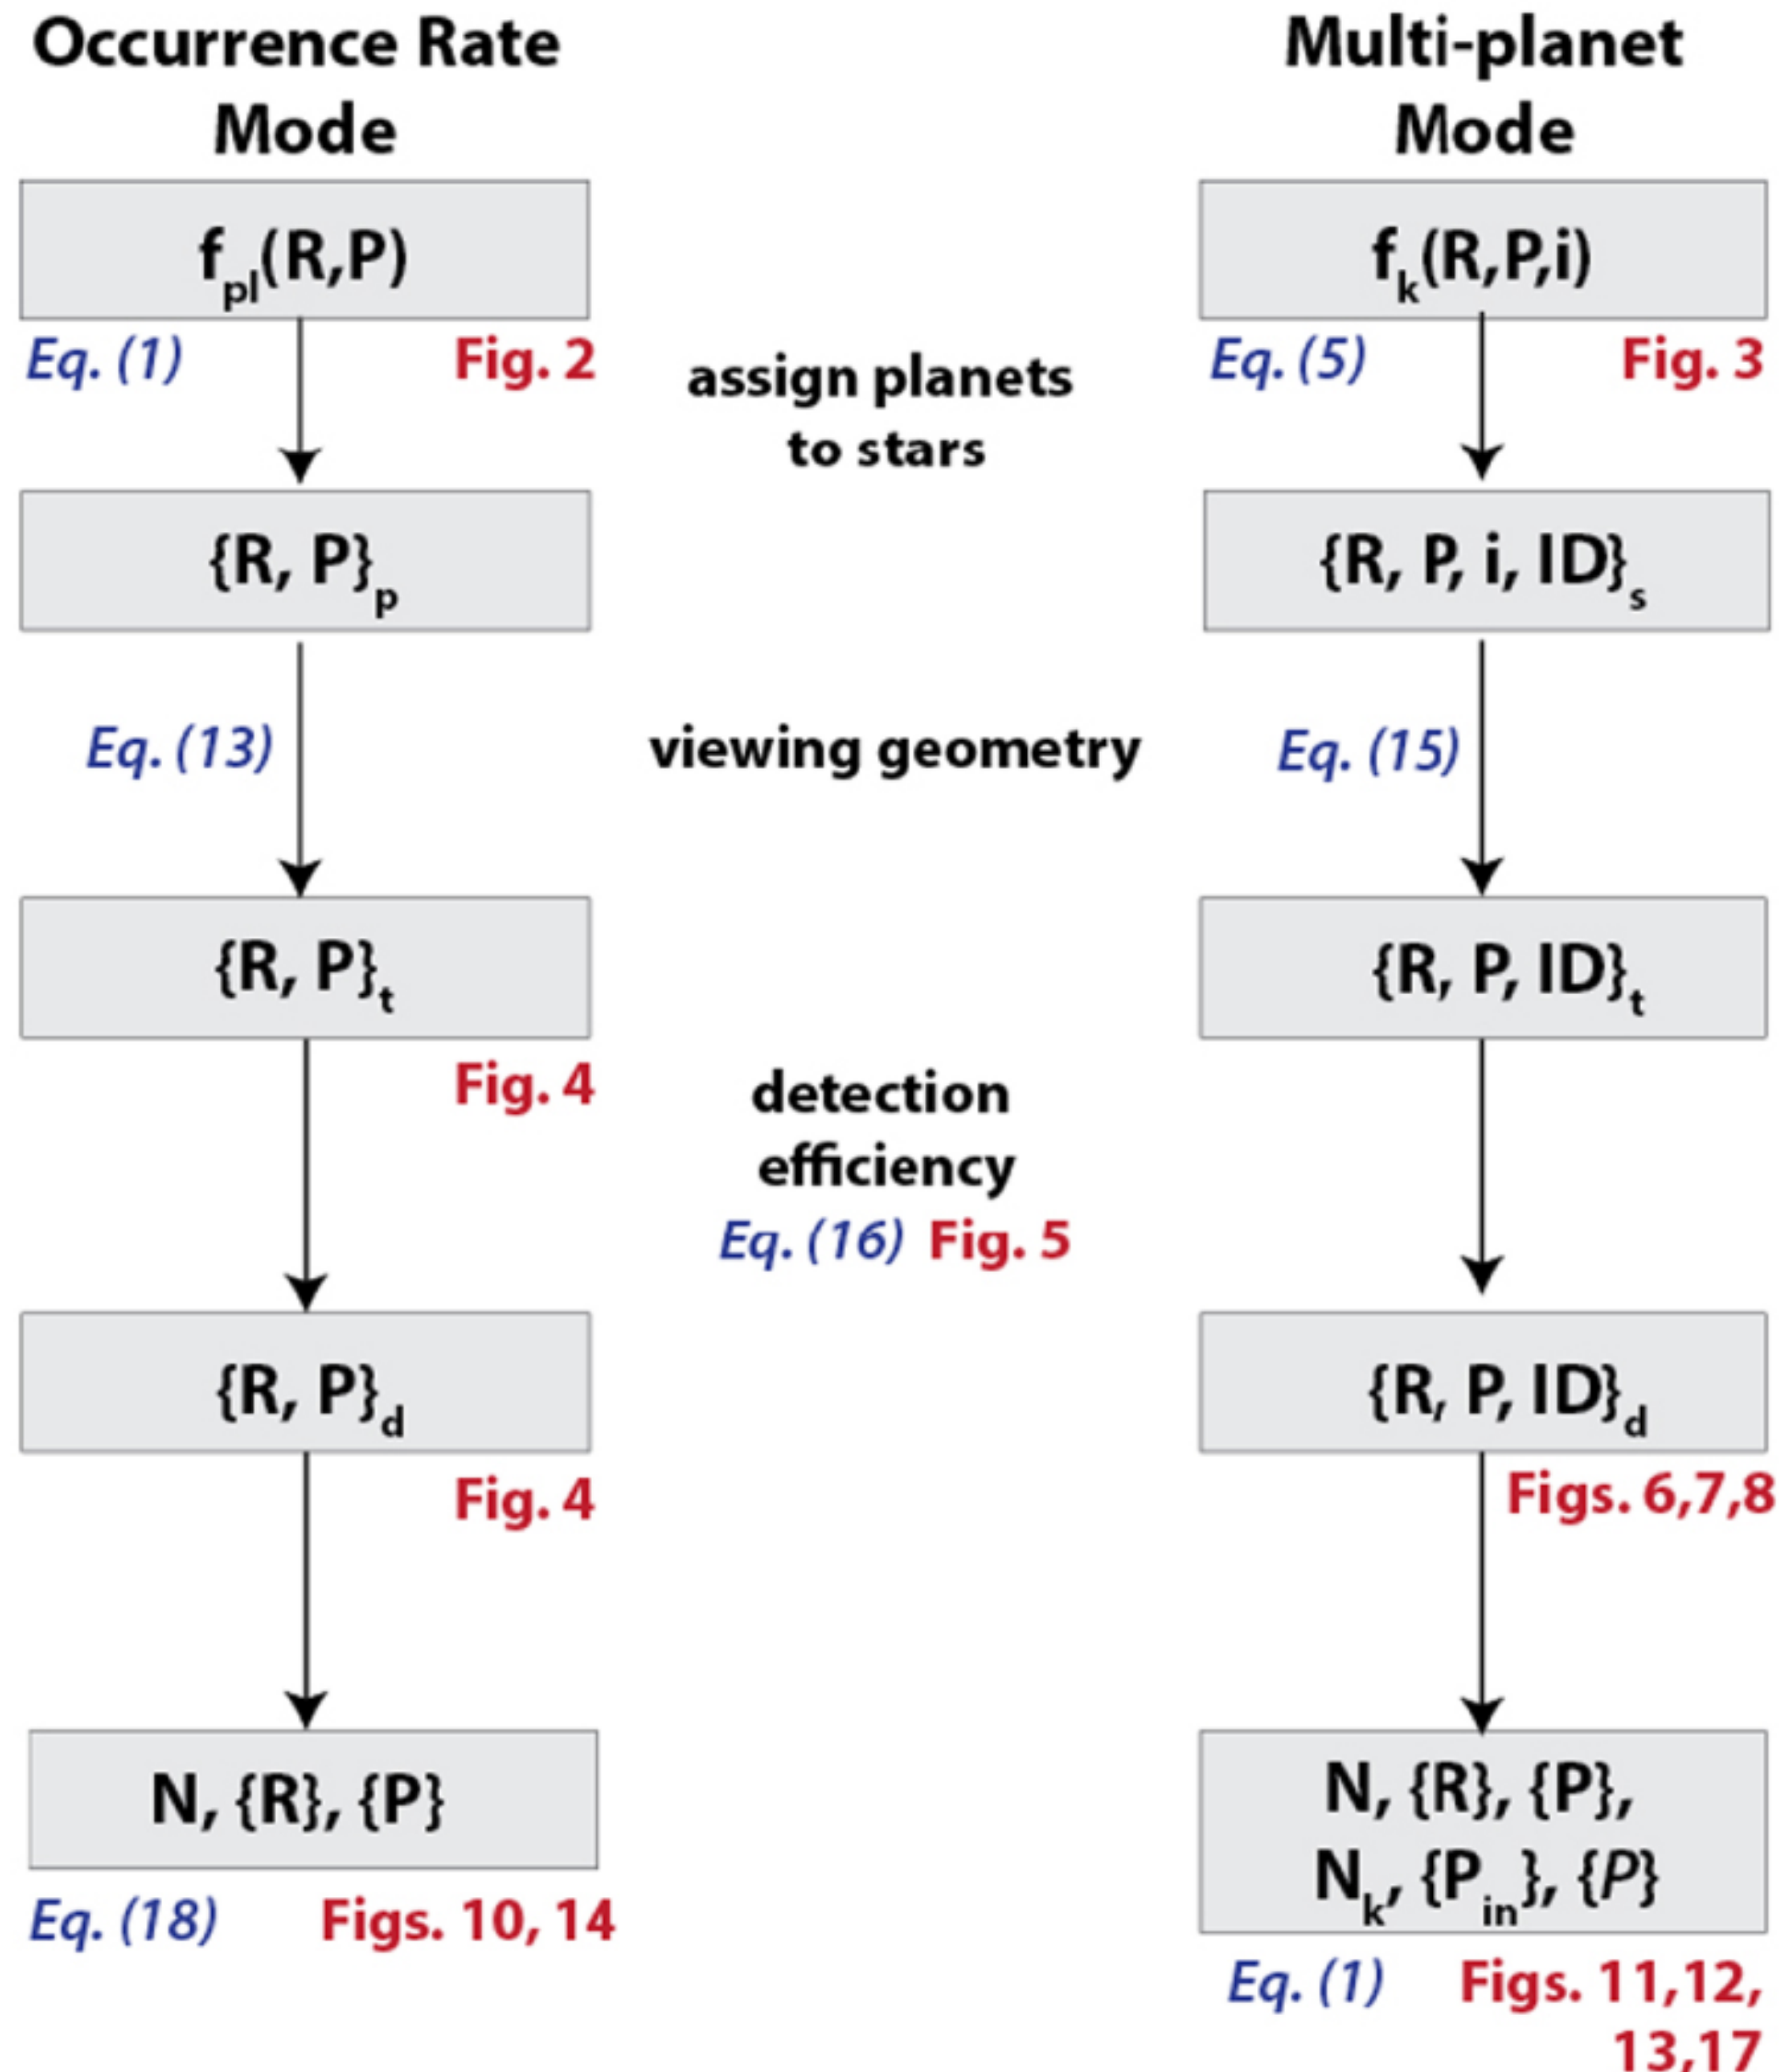 Occurrence Rate
Mode
Multi-planet
Mode
f_pl(R,P)
f_k(R,P,i)
Eq. (1)
Fig. 2
assign planets
to stars
Eq. (5)
Fig. 3
{R, P}_p
{R, P, i, ID}_s
Eq. (13)
viewing geometry
Eq. (15)
{R, P}_t
{R, P, ID}_t
Fig. 4
detection
efficiency
Eq. (16) Fig. 5
{R, P}_d
{R, P, ID}_d
Fig. 4
Figs. 6,7,8
N, {R}, {P}
N, {R}, {P},
N_k, {P_in}, {P}
Eq. (18)
Figs. 10, 14
Eq. (1)
Figs. 11,12,
13,17